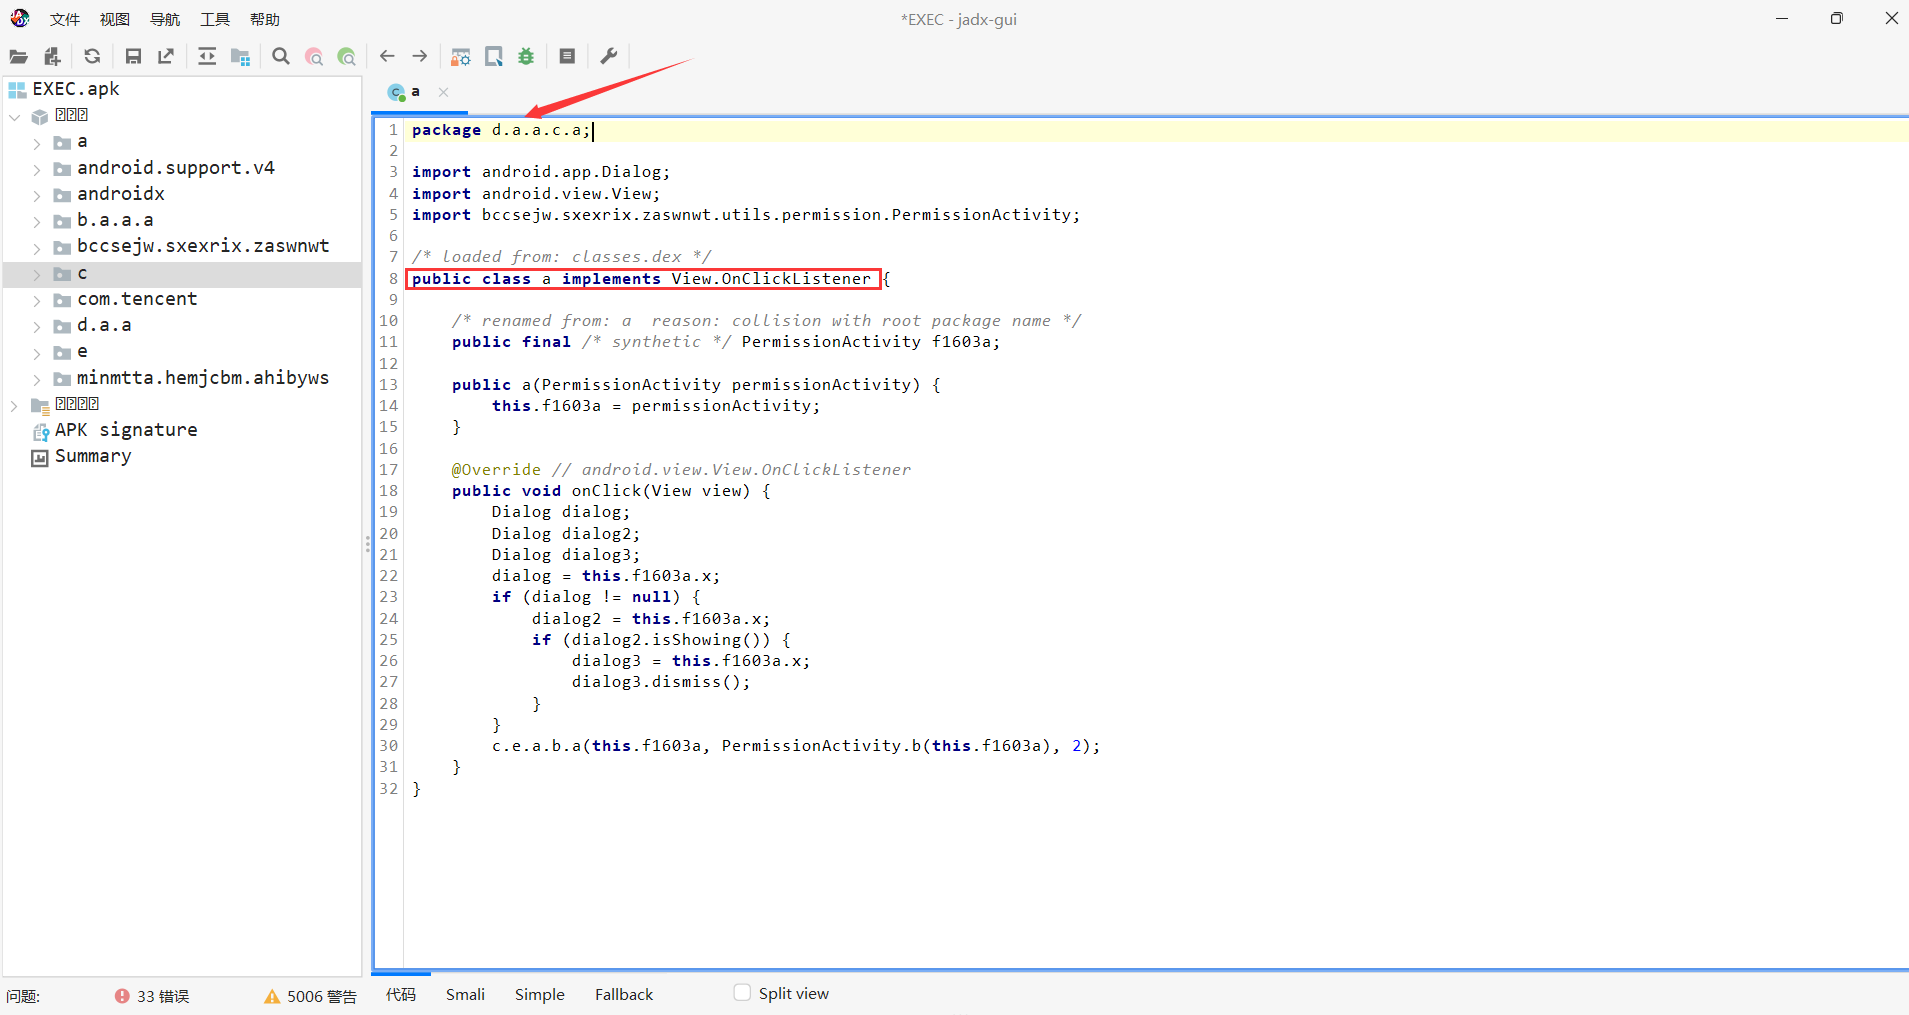 文件 视图 导航 工具 帮助
*EXEC - jadx-gui
EXEC.apk
a
android.support.v4
androidx
b.a.a.a
bccsejw.sxexrix.zaswnwt
c
com.tencent
d.a.a
e
minmtta.hemjcbm.ahibyws
APK signature
Summary
a
1 package d.a.a.c.a;
2
3 import android.app.Dialog;
4 import android.view.View;
5 import bccsejw.sxexrix.zaswnwt.utils.permission.PermissionActivity;
6
7 /* loaded from: classes.dex */
8 public class a implements View.OnClickListener {
9
10 /* renamed from: a  reason: collision with root package name */
11 public final /* synthetic */ PermissionActivity f1603a;
12
13 public a(PermissionActivity permissionActivity) {
14 this.f1603a = permissionActivity;
15 }
16
17 @Override // android.view.View.OnClickListener
18 public void onClick(View view) {
19 Dialog dialog;
20 Dialog dialog2;
21 Dialog dialog3;
22 dialog = this.f1603a.x;
23 if (dialog != null) {
24 dialog2 = this.f1603a.x;
25 if (dialog2.isShowing()) {
26 dialog3 = this.f1603a.x;
27 dialog3.dismiss();
28 }
29 }
30 c.e.a.b.a(this.f1603a, PermissionActivity.b(this.f1603a), 2);
31 }
32 }
问题: 33 错误 5006 警告
代码 Smali Simple Fallback Split view